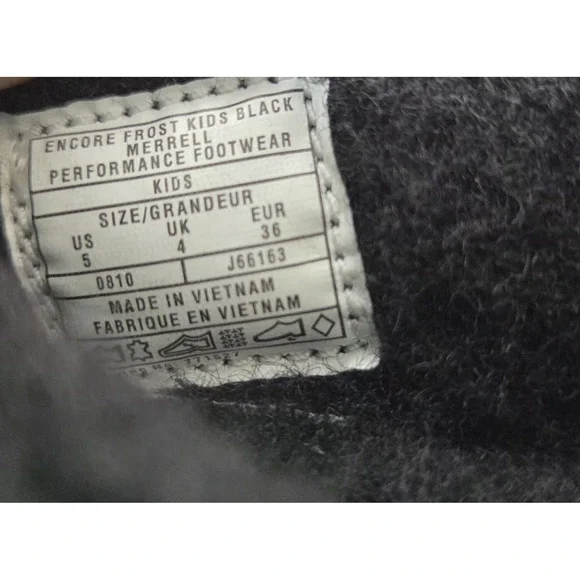 ENCORE FROST KIDS BLACK
MERRELL
PERFORMANCE FOOTWEAR
KIDS
SIZE/GRANDEUR
US UK EUR
5 4 36
0810 J66163
MADE IN VIETNAM
FABRIQUE EN VIETNAM